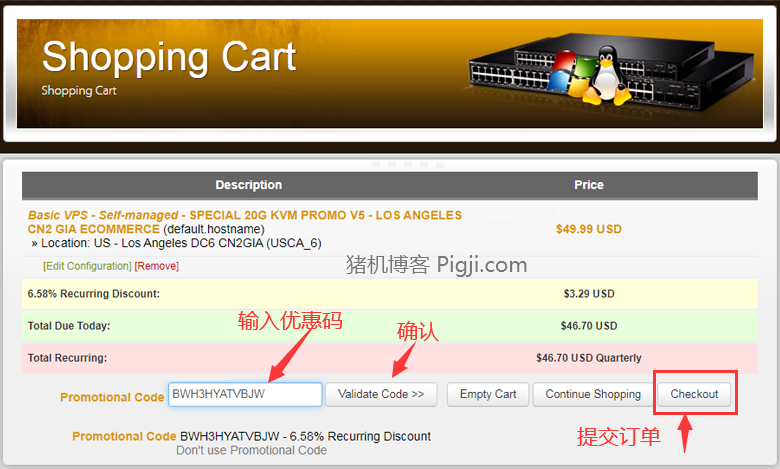 Shopping Cart
Shopping Cart
Description Price
Basic VPS - Self-managed - SPECIAL 20G KVM PROMO V5 - LOS ANGELES
CN2 GIA ECOMMERCE (default.hostname) $49.99 USD
» Location: US - Los Angeles DC6 CN2GIA (USCA_6)
[Edit Configuration] [Remove]
猪机博客 Pigji.com
6.58% Recurring Discount: $3.29 USD
输入优惠码 确认
Total Due Today: $46.70 USD
Total Recurring: $46.70 USD Quarterly
Promotional Code BWH3HYATVBJW Validate Code >> Empty Cart Continue Shopping Checkout
Promotional Code BWH3HYATVBJW - 6.58% Recurring Discount
提交订单
Don't use Promotional Code